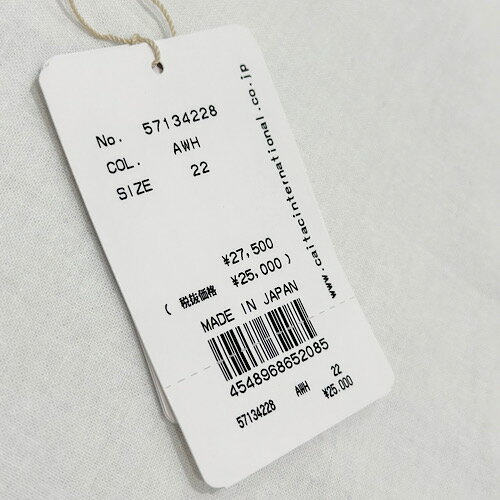 No. 57134228
COL. AWH
SIZE 22
www.caitacinternational.co.jp
¥27,500
( 税抜価格 ¥25,000 )
MADE IN JAPAN
4548968652085
57134228 AWH 22
¥25.000